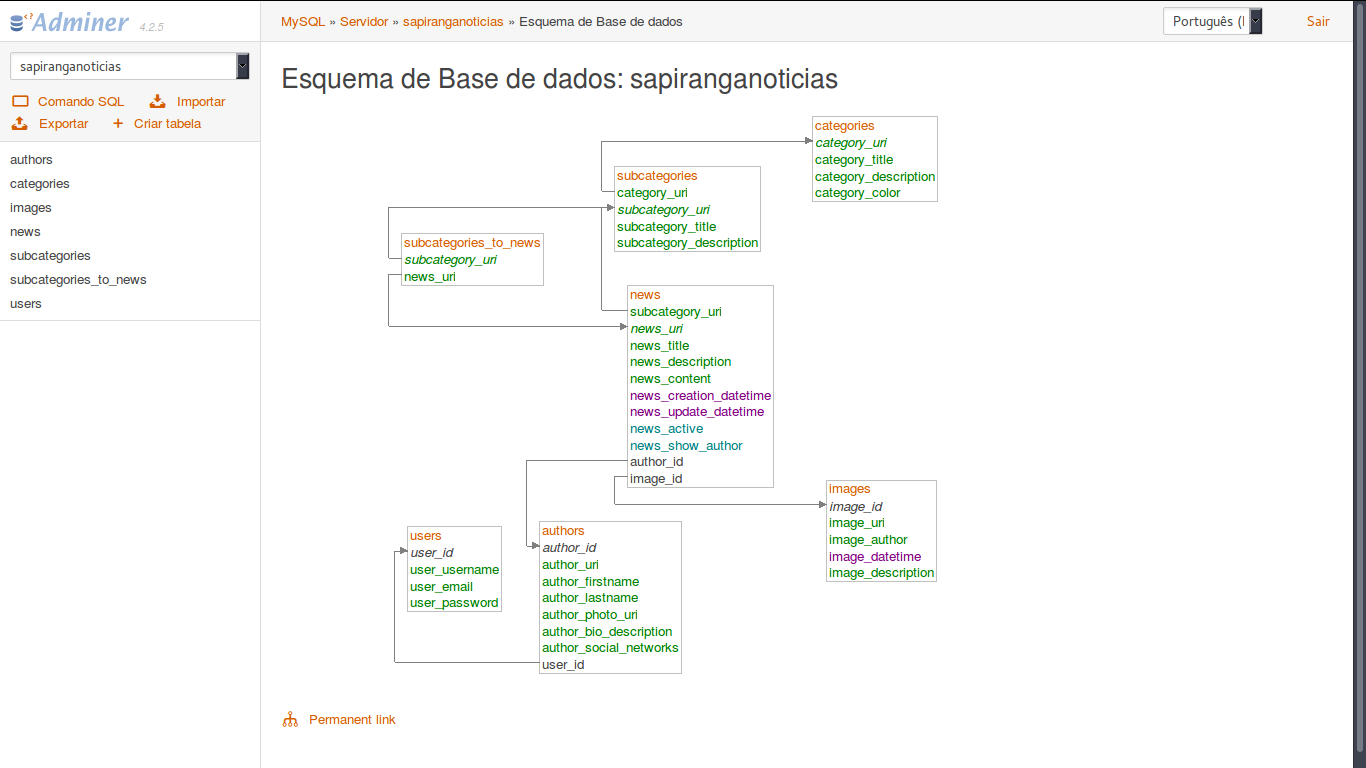 Adminer 4.2.5
MySQL » Servidor » sapiranganoticias » Esquema de Base de dados
Português (
Sair
sapiranganoticias
Comando SQL
Importar
Exportar
Criar tabela
authors
categories
images
news
subcategories
subcategories_to_news
users
Esquema de Base de dados: sapiranganoticias
categories
category_uri
category_title
category_description
category_color
subcategories
category_uri
subcategory_uri
subcategory_title
subcategory_description
subcategories_to_news
subcategory_uri
news_uri
news
subcategory_uri
news_uri
news_title
news_description
news_content
news_creation_datetime
news_update_datetime
news_active
news_show_author
author_id
image_id
images
image_id
image_uri
image_author
image_datetime
image_description
users
user_id
user_username
user_email
user_password
authors
author_id
author_uri
author_firstname
author_lastname
author_photo_uri
author_bio_description
author_social_networks
user_id
Permanent link